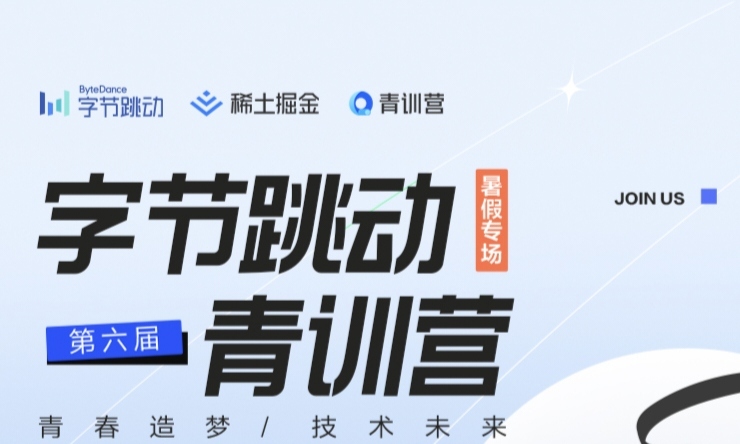 ByteDance
字节跳动 稀土掘金 青训营
字节跳动
暑假专场
JOIN US
第六届
青训营
青春造梦/技术未来